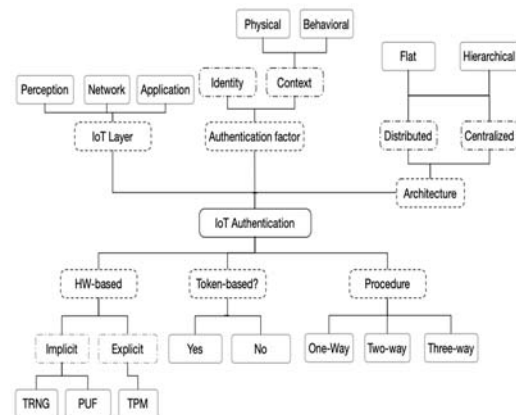 Physical
Behavioral
Flat
Hierarchical
Identity
Context
Perception
Network
Application
IoT Layer
Authentication factor
Distributed
Centralized
Architecture
IoT Authentication
HW-based
Token-based?
Procedure
Implicit
Explicit
Yes
No
One-Way
Two-way
Three-way
TRNG
PUF
TPM